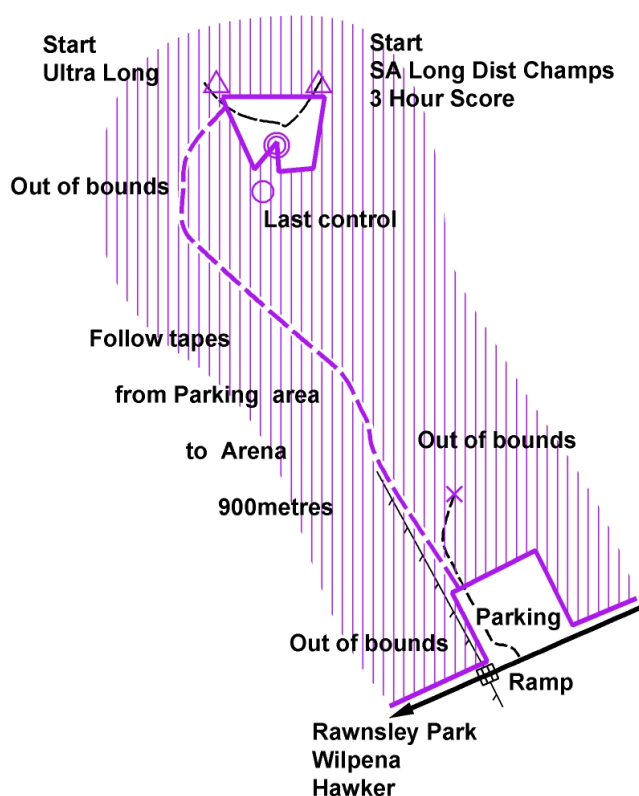 Start
Ultra Long
Start
SA Long Dist Champs
3 Hour Score
Out of bounds
Last control
Follow tapes
from Parking area
to Arena
900metres
Out of bounds
Parking
Out of bounds
Ramp
Rawnsley Park
Wilpena
Hawker